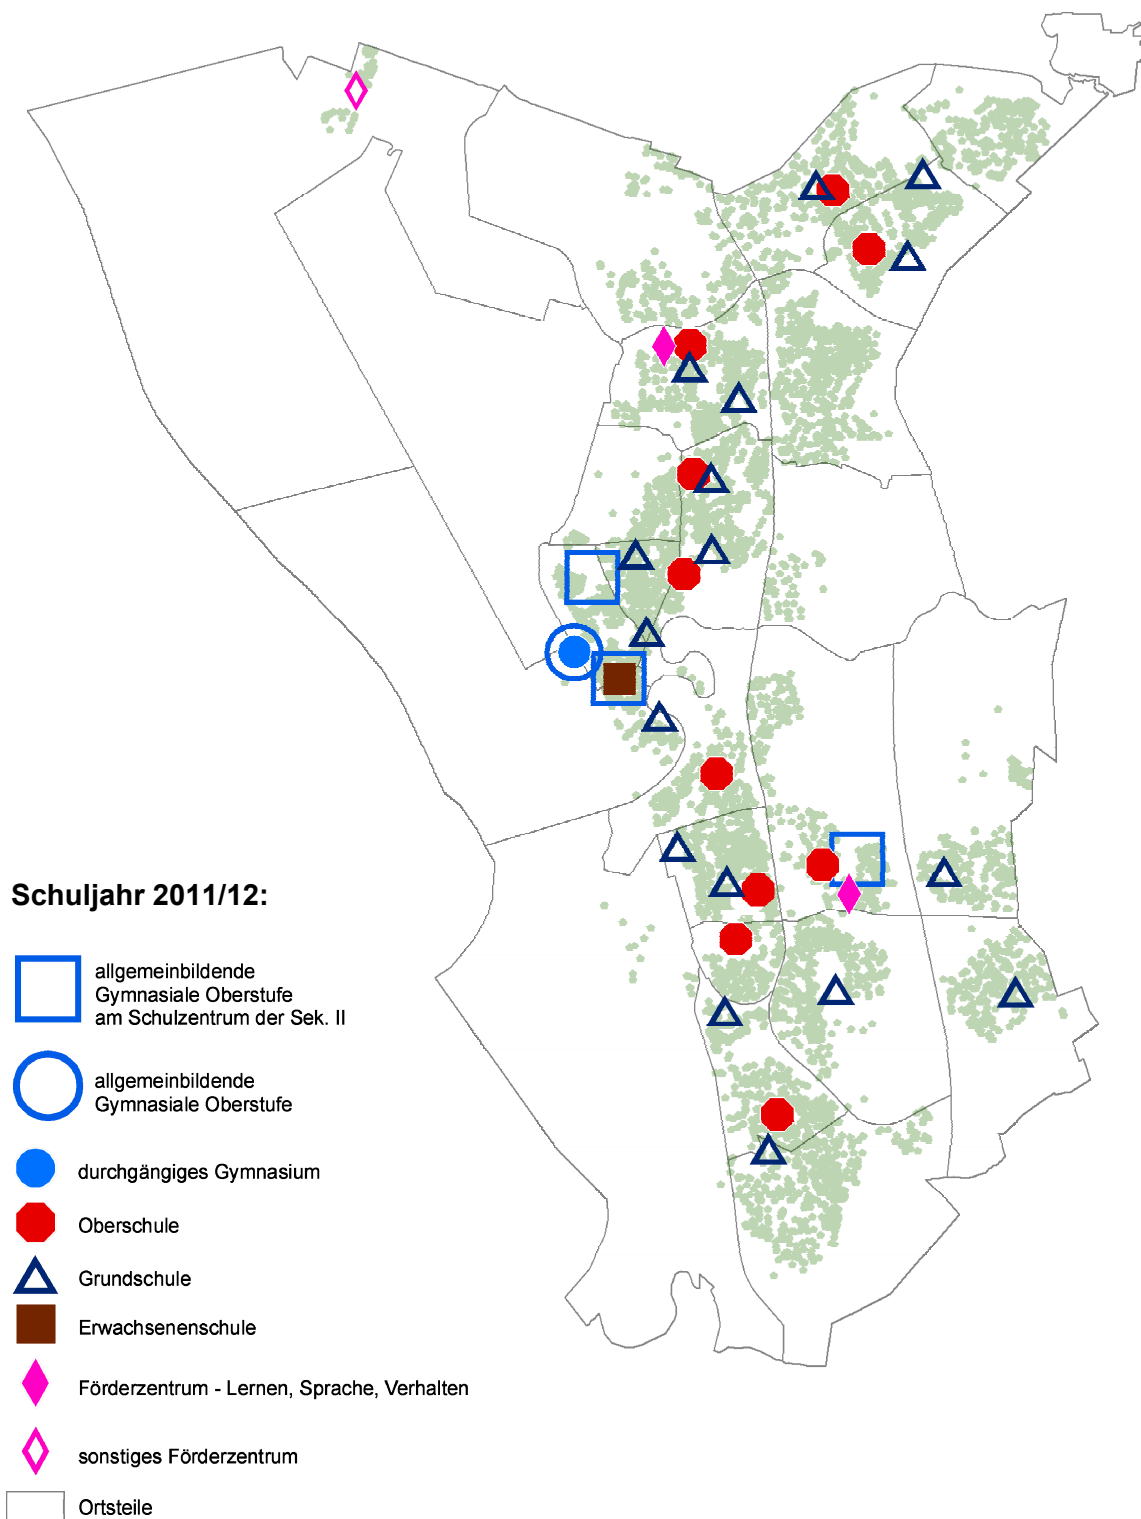 Schuljahr 2011/12:
allgemeinbildende
Gymnasiale Oberstufe
am Schulzentrum der Sek. II
allgemeinbildende
Gymnasiale Oberstufe
durchgängiges Gymnasium
Oberschule
Grundschule
Erwachsenenschule
Förderzentrum - Lernen, Sprache, Verhalten
sonstiges Förderzentrum
Ortsteile